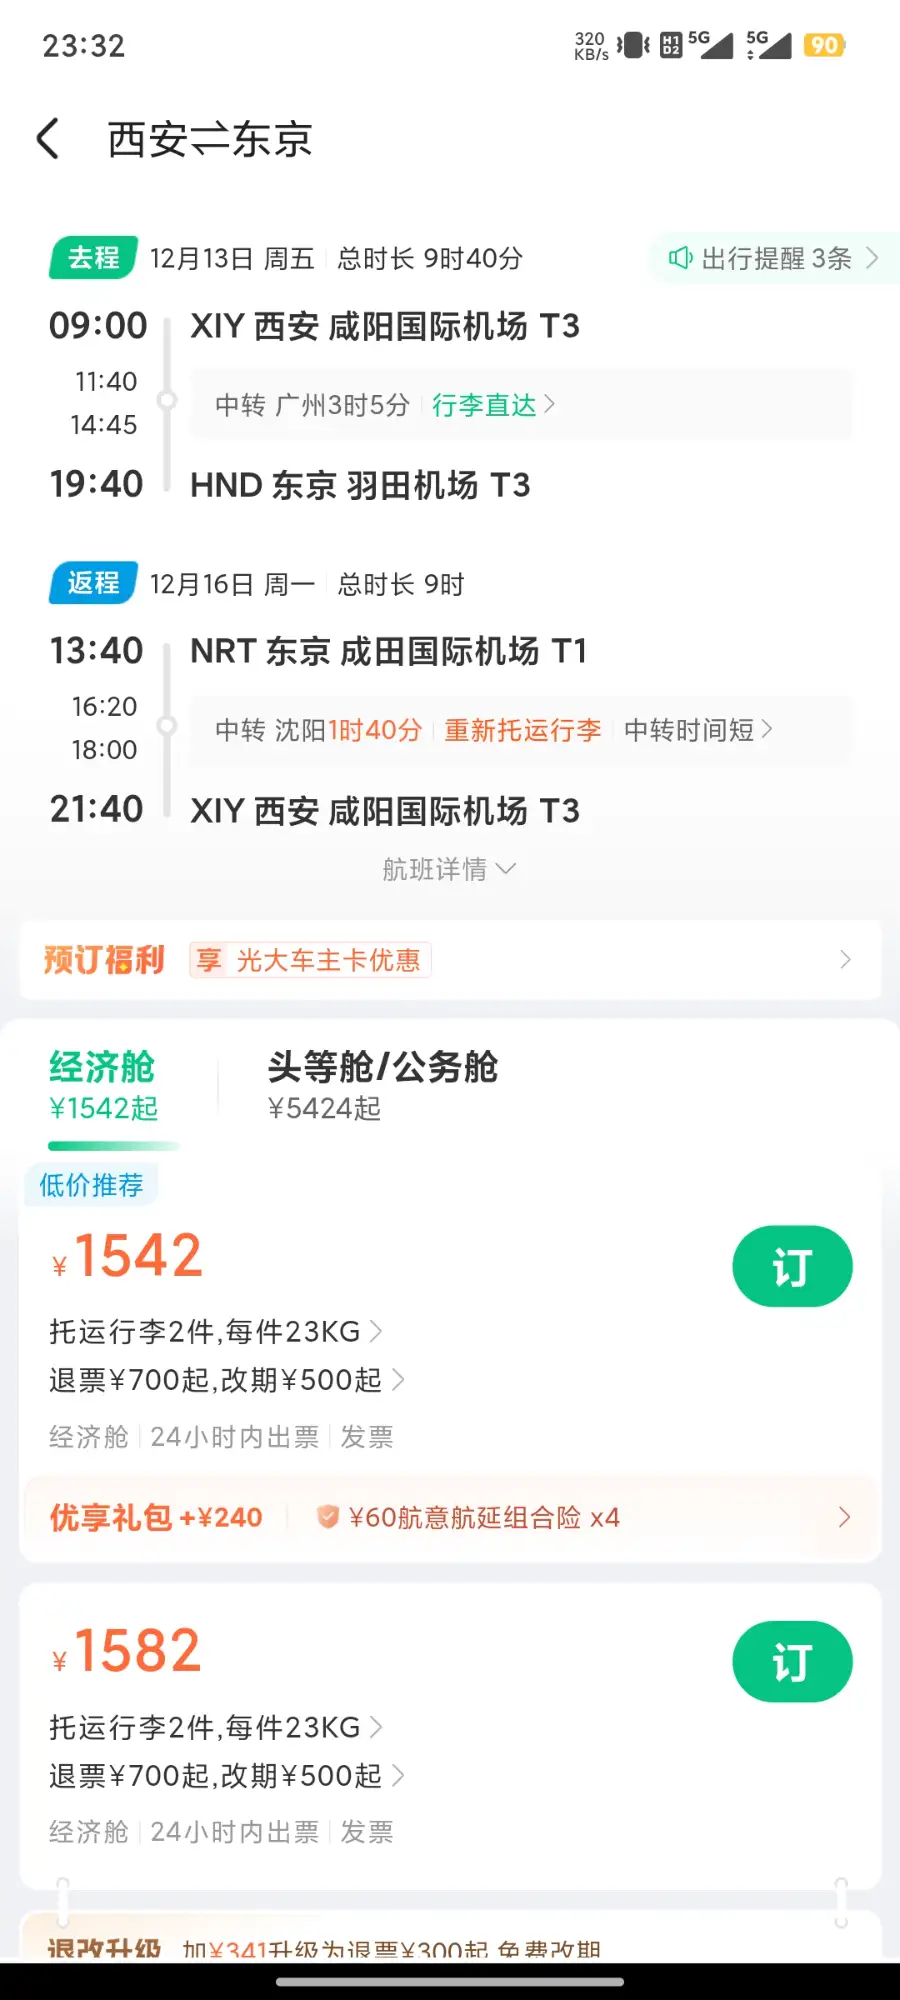 23:32
320 KB/s H1 D2 5G 5G 90
西安⇌东京
去程 12月13日 周五 总时长 9时40分 出行提醒 3条
09:00 XIY 西安 咸阳国际机场 T3
11:40
中转 广州3时5分 行李直达
14:45
19:40 HND 东京 羽田机场 T3
返程 12月16日 周一 总时长 9时
13:40 NRT 东京 成田国际机场 T1
16:20
中转 沈阳1时40分 重新托运行李 中转时间短
18:00
21:40 XIY 西安 咸阳国际机场 T3
航班详情
预订福利 享 光大车主卡优惠
经济舱 头等舱/公务舱
¥1542起 ¥5424起
低价推荐
¥1542 订
托运行李2件,每件23KG
退票¥700起,改期¥500起
经济舱 24小时内出票 发票
优享礼包 +¥240 ¥60航意航延组合险 x4
¥1582 订
托运行李2件,每件23KG
退票¥700起,改期¥500起
经济舱 24小时内出票 发票
退改升级 加¥341升级为退票¥300起 免费改期